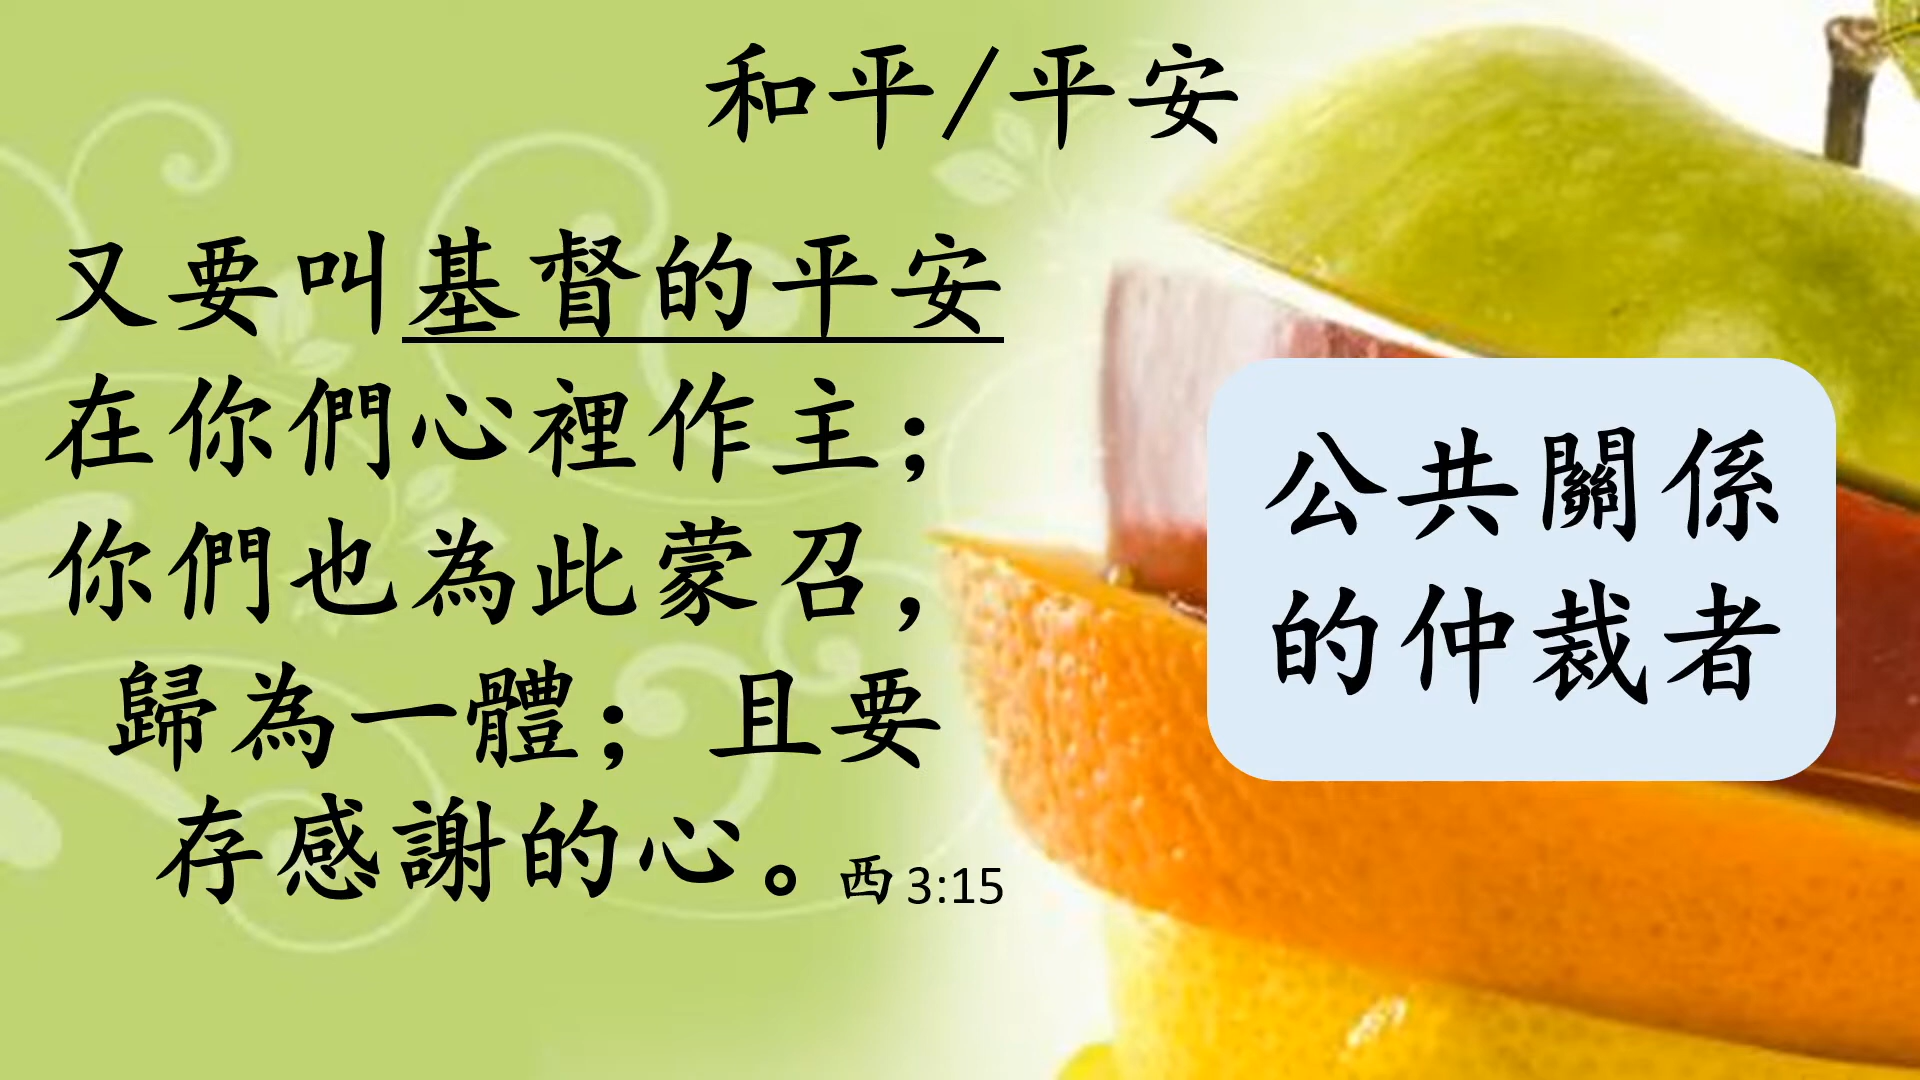 和平/平安
又要叫基督的平安
在你們心裡作主；
你們也為此蒙召，
歸為一體；且要
存感謝的心。西3:15
公共關係
的仲裁者